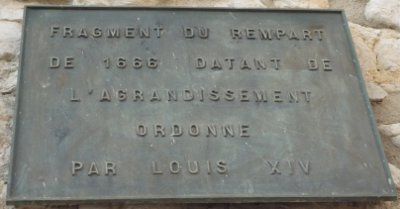 FRAGMENT DU REMPART
DE 1666 DATANT DE
L'AGRANDISSEMENT
ORDONNE
PAR LOUIS XIV